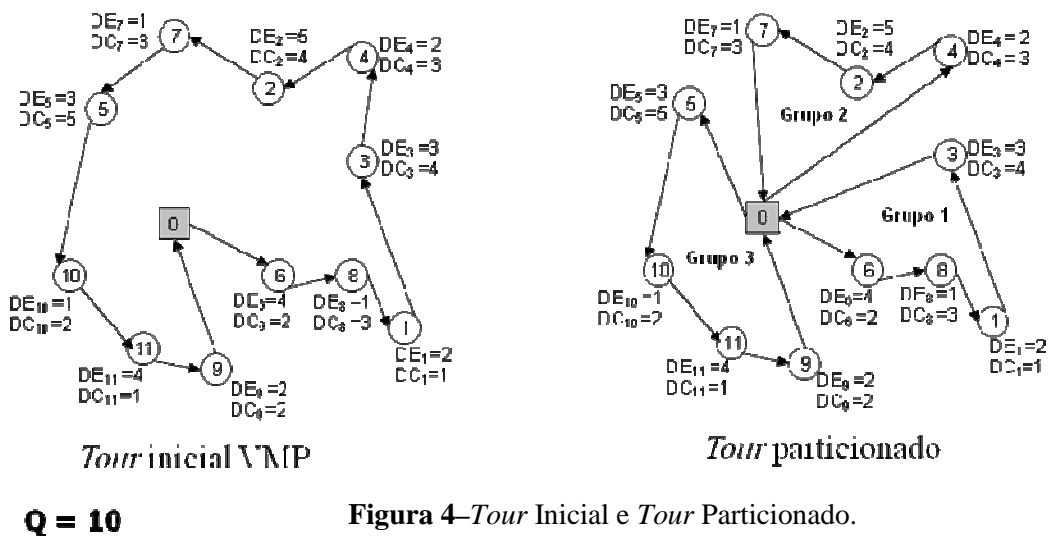 DE₇=1
DC₇=3
7
DE₂=5
DC₂=4
2
4
DE₄=2
DC₄=3
DE₅=3
DC₅=5
5
3
DE₃=3
DC₃=4
0
10
DE₁₀=1
DC₁₀=2
6
DE₆=4
DC₆=2
8
DE₈=1
DC₈=3
1
DE₁=2
DC₁=1
11
DE₁₁=4
DC₁₁=1
9
DE₉=2
DC₉=2
Tour inicial VMP
DE₇=1
DC₇=3
7
DE₂=5
DC₂=4
2
4
DE₄=2
DC₄=3
DE₅=3
DC₅=5
5
Grupo 2
3
DE₃=3
DC₃=4
0
Grupo 1
Grupo 3
10
DE₁₀=1
DC₁₀=2
6
DE₆=4
DC₆=2
8
DE₈=1
DC₈=3
1
DE₁=2
DC₁=1
11
DE₁₁=4
DC₁₁=1
9
DE₉=2
DC₉=2
Tour particionado
Q = 10
Figura 4–Tour Inicial e Tour Particionado.